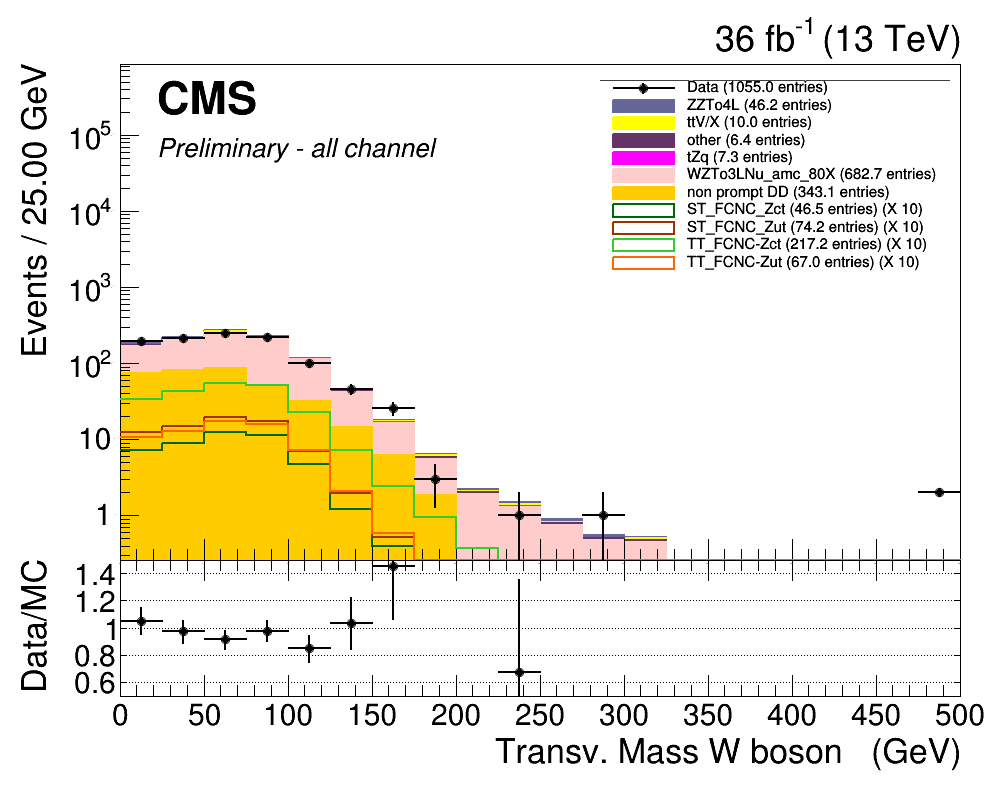 36 fb-1 (13 TeV)
CMS
Preliminary - all channel
Data (1055.0 entries)
ZZTo4L (46.2 entries)
ttV/X (10.0 entries)
other (6.4 entries)
tZq (7.3 entries)
WZTo3LNu_amc_80X (682.7 entries)
non prompt DD (343.1 entries)
ST_FCNC_Zct (46.5 entries) (X 10)
ST_FCNC_Zut (74.2 entries) (X 10)
TT_FCNC-Zct (217.2 entries) (X 10)
TT_FCNC-Zut (67.0 entries) (X 10)
Events / 25.00 GeV
10^5
10^4
10^3
10^2
10
1
Data/MC
1.4
1.2
1
0.8
0.6
0 50 100 150 200 250 300 350 400 450 500
Transv. Mass W boson (GeV)